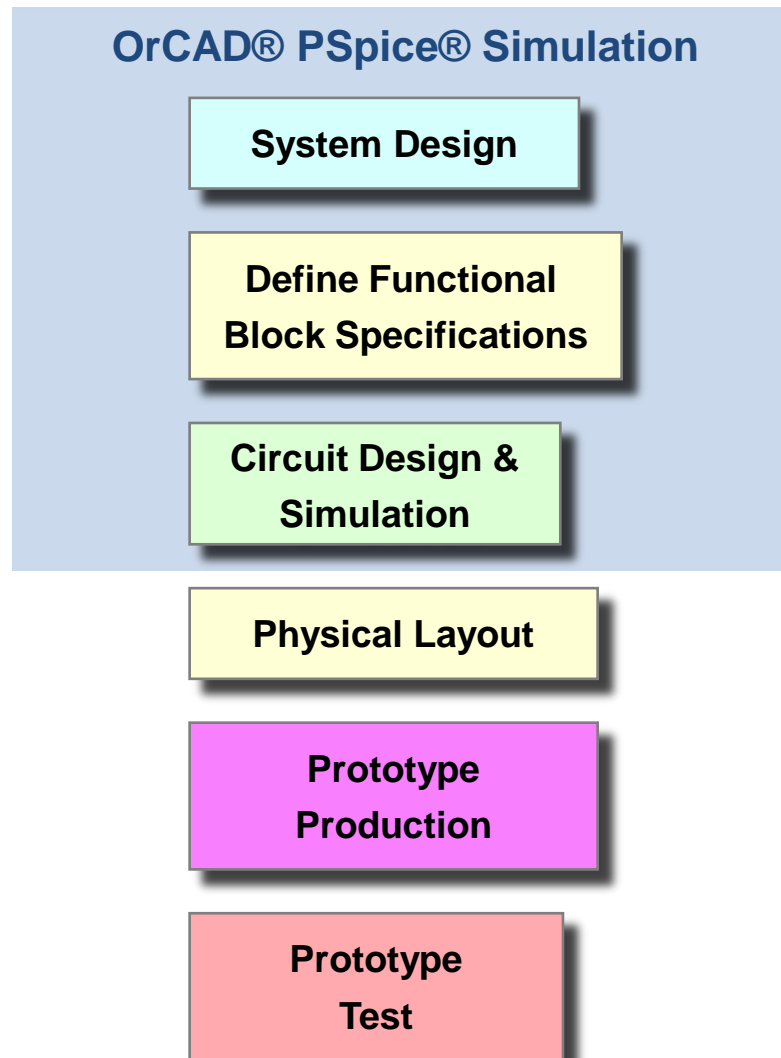 OrCAD® PSpice® Simulation
System Design
Define Functional
Block Specifications
Circuit Design &
Simulation
Physical Layout
Prototype
Production
Prototype
Test